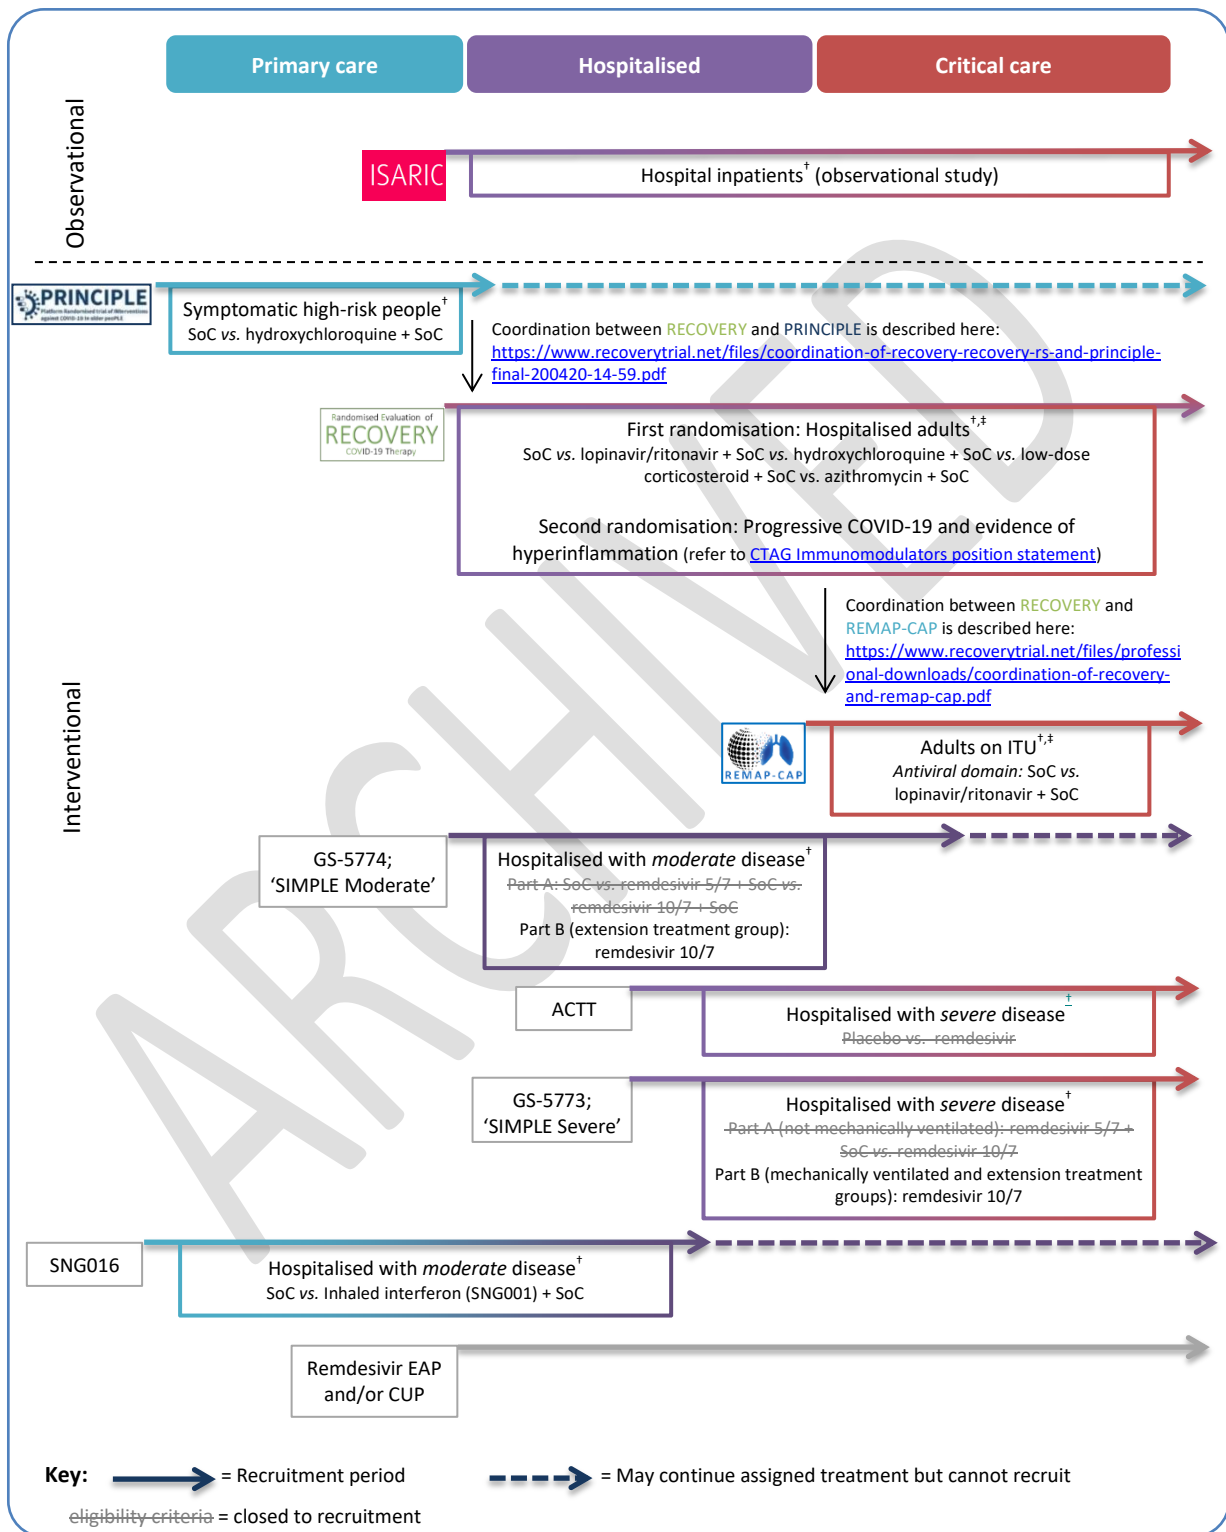 Primary care
Hospitalised
Critical care
Observational
ISARIC
Hospital inpatients† (observational study)
PRINCIPLE
Platform Randomised trial of INterventions
against COVID-19 In older peoPLE
Symptomatic high-risk people†
SoC vs. hydroxychloroquine + SoC
Coordination between RECOVERY and PRINCIPLE is described here:
https://www.recoverytrial.net/files/coordination-of-recovery-recovery-rs-and-principle-
final-200420-14-59.pdf
Randomised Evaluation of
RECOVERY
COVID-19 Therapy
First randomisation: Hospitalised adults†,‡
SoC vs. lopinavir/ritonavir + SoC vs. hydroxychloroquine + SoC vs. low-dose
corticosteroid + SoC vs. azithromycin + SoC
Second randomisation: Progressive COVID-19 and evidence of
hyperinflammation (refer to CTAG Immunomodulators position statement)
Coordination between RECOVERY and
REMAP-CAP is described here:
https://www.recoverytrial.net/files/professi
onal-downloads/coordination-of-recovery-
and-remap-cap.pdf
Interventional
REMAP-CAP
Adults on ITU†,‡
Antiviral domain: SoC vs.
lopinavir/ritonavir + SoC
GS-5774;
‘SIMPLE Moderate’
Hospitalised with moderate disease†
Part A: SoC vs. remdesivir 5/7 + SoC vs.
remdesivir 10/7 + SoC
Part B (extension treatment group):
remdesivir 10/7
ACTT
Hospitalised with severe disease†
Placebo vs. remdesivir
GS-5773;
‘SIMPLE Severe’
Hospitalised with severe disease†
Part A (not mechanically ventilated): remdesivir 5/7 +
SoC vs. remdesivir 10/7
Part B (mechanically ventilated and extension treatment
groups): remdesivir 10/7
SNG016
Hospitalised with moderate disease†
SoC vs. Inhaled interferon (SNG001) + SoC
Remdesivir EAP
and/or CUP
Key:
= Recruitment period
= May continue assigned treatment but cannot recruit
eligibility criteria = closed to recruitment
ARCHIVED